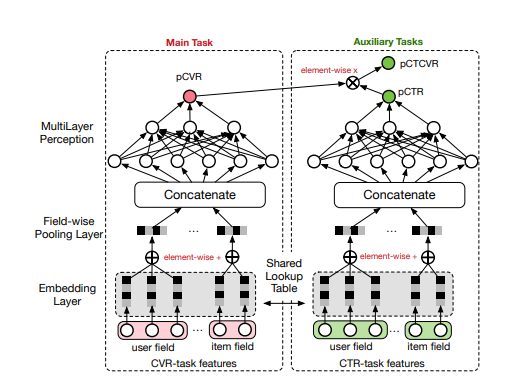 Main Task
Auxiliary Tasks
pCTCVR
element-wise x
pCVR
pCTR
MultiLayer
Perception
Concatenate
Concatenate
Field-wise
Pooling Layer
...
...
element-wise +
element-wise +
Shared
Lookup
Table
Embedding
Layer
...
...
user field
item field
user field
item field
CVR-task features
CTR-task features